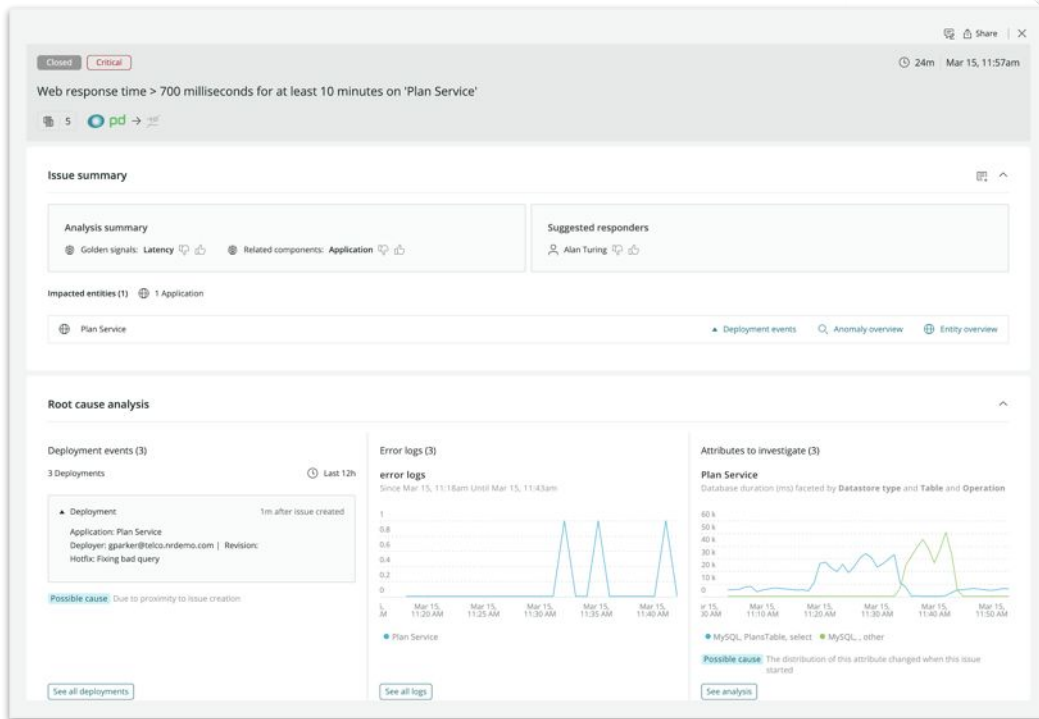 Share
Closed Critical 24m Mar 15, 11:57am
Web response time > 700 milliseconds for at least 10 minutes on 'Plan Service'
5 pd
Issue summary
Analysis summary
Golden signals: Latency Related components: Application
Suggested responders
Alan Turing
Impacted entities (1) 1 Application
Plan Service Deployment events Anomaly overview Entity overview
Root cause analysis
Deployment events (3)
3 Deployments Last 12h
Deployment 1m after issue created
Application: Plan Service
Deployer: gparker@telco.nrdemo.com | Revision:
Hotfix: Fixing bad query
Possible cause Due to proximity to issue creation
See all deployments
Error logs (3)
error logs
Since Mar 15, 11:18am Until Mar 15, 11:43am
1
0.8
0.6
0.4
0.2
0
Mar 15, 11:20 AM
Mar 15, 11:25 AM
Mar 15, 11:30 AM
Mar 15, 11:35 AM
Mar 15, 11:40 AM
Plan Service
See all logs
Attributes to investigate (3)
Plan Service
Database duration (ms) faceted by Datastore type and Table and Operation
60 k
50 k
40 k
30 k
20 k
10 k
0
Mar 15, 11:10 AM
Mar 15, 11:20 AM
Mar 15, 11:30 AM
Mar 15, 11:40 AM
Mar 15, 11:50 AM
MySQL, PlansTable, select MySQL, , other
Possible cause The distribution of this attribute changed when this issue
started
See analysis